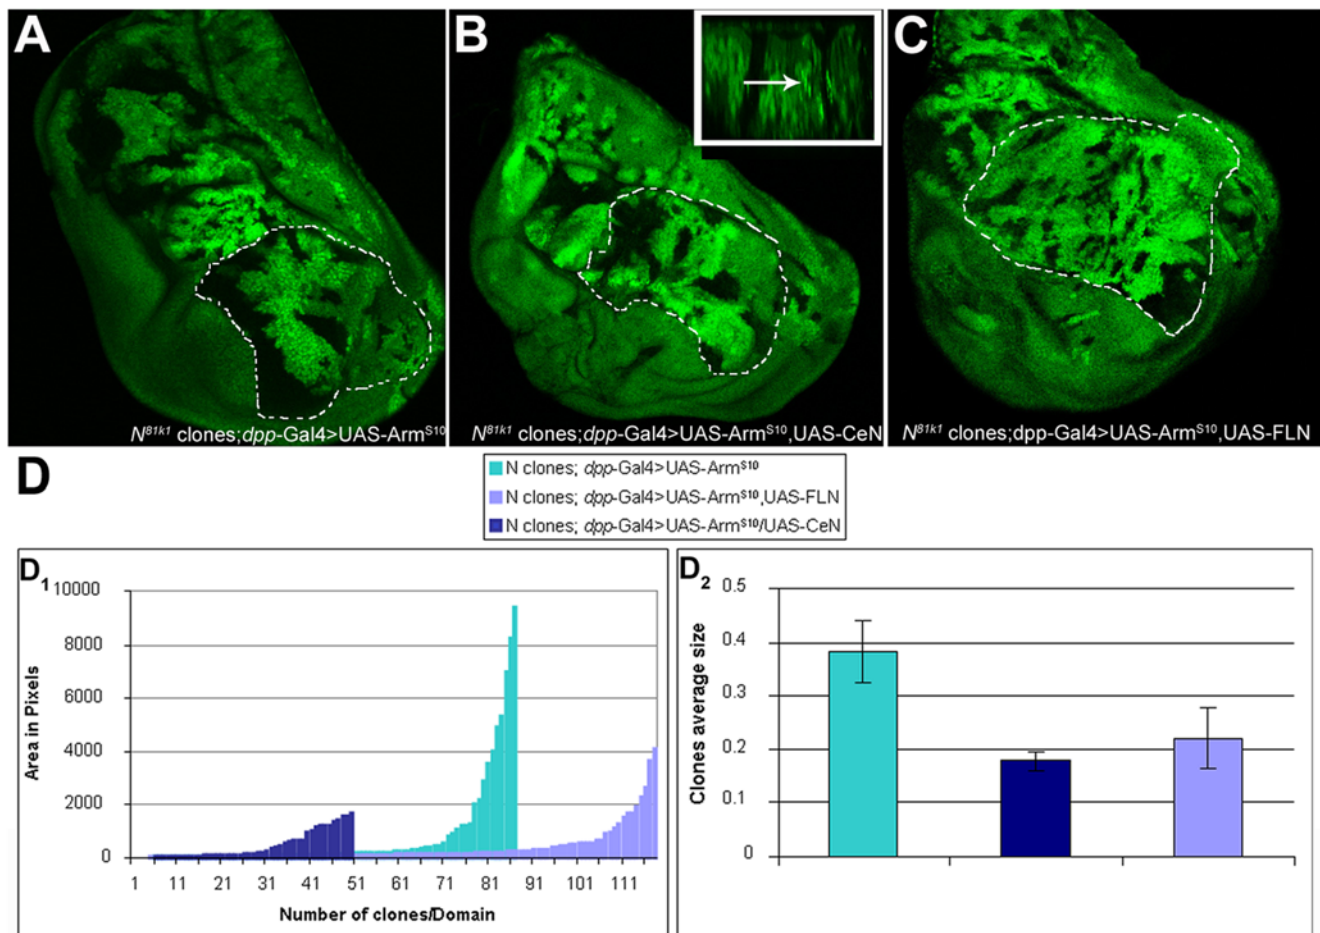 A
B
C
N⁸¹ᵏ¹ clones;dpp-Gal4>UAS-Armˢ¹⁰
N⁸¹ᵏ¹ clones;dpp-Gal4>UAS-Armˢ¹⁰,UAS-CeN
N⁸¹ᵏ¹ clones;dpp-Gal4>UAS-Armˢ¹⁰,UAS-FLN
D
N clones; dpp-Gal4>UAS-Armˢ¹⁰
N clones; dpp-Gal4>UAS-Armˢ¹⁰,UAS-FLN
N clones; dpp-Gal4>UAS-Armˢ¹⁰/UAS-CeN
D₁
Area in Pixels
10000
8000
6000
4000
2000
0
1 11 21 31 41 51 61 71 81 91 101 111
Number of clones/Domain
D₂
Clones average size
0.5
0.4
0.3
0.2
0.1
0